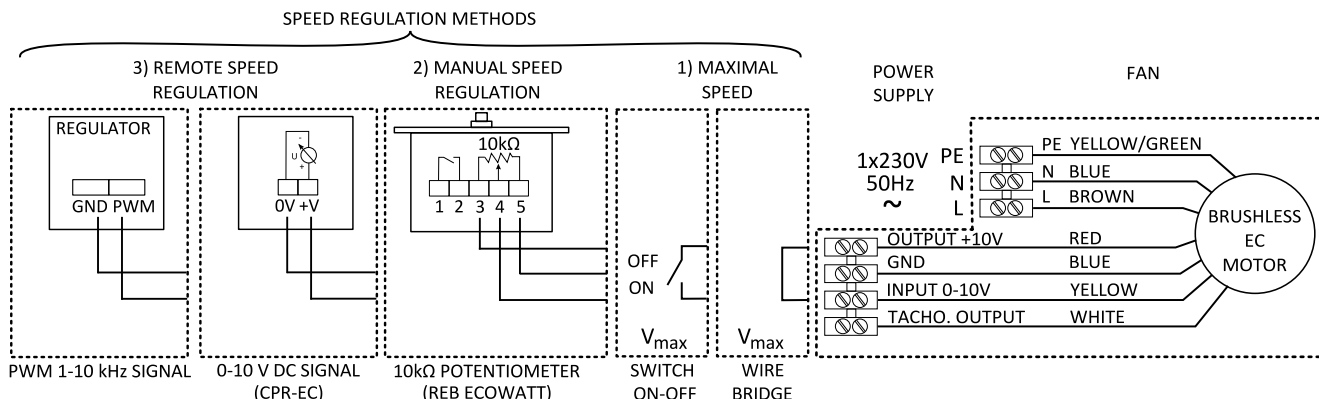 SPEED REGULATION METHODS
3) REMOTE SPEED
REGULATION
2) MANUAL SPEED
REGULATION
1) MAXIMAL
SPEED
POWER
SUPPLY
FAN
REGULATOR
GND PWM
- U +
0V +V
10kΩ
1 2 3 4 5
OFF
ON
Vmax
Vmax
1x230V
50Hz
~
PE
N
L
PE YELLOW/GREEN
N BLUE
L BROWN
OUTPUT +10V RED
GND BLUE
INPUT 0-10V YELLOW
TACHO. OUTPUT WHITE
BRUSHLESS
EC
MOTOR
PWM 1-10 kHz SIGNAL
0-10 V DC SIGNAL
(CPR-EC)
10kΩ POTENTIOMETER
(REB ECOWATT)
SWITCH
ON-OFF
WIRE
BRIDGE